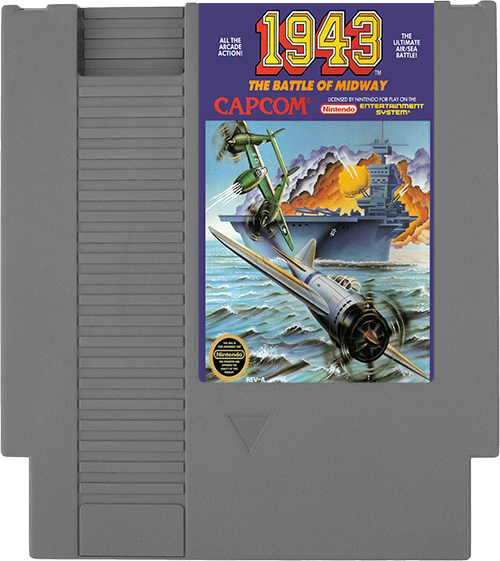 ALL THE
ARCADE
ACTION!
1943
TM
THE
ULTIMATE
AIR/SEA
BATTLE!
THE BATTLE OF MIDWAY
CAPCOM
LICENSED BY NINTENDO FOR PLAY ON THE
Nintendo ENTERTAINMENT
SYSTEM®
Nintendo
REV-A